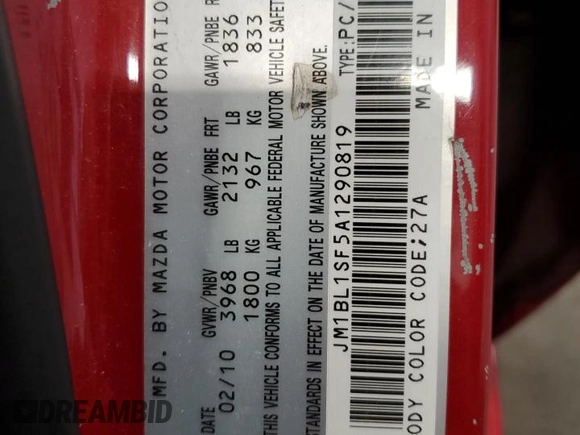 MFD. BY MAZDA MOTOR CORPORATION
DATE GVWR/PNBV GAWR/PNBE FRT GAWR/PNBE R
02/10 3968 LB 2132 LB 1836
1800 KG 967 KG 833
THIS VEHICLE CONFORMS TO ALL APPLICABLE FEDERAL MOTOR VEHICLE SAFET
STANDARDS IN EFFECT ON THE DATE OF MANUFACTURE SHOWN ABOVE.
JM1BL1SF5A1290819 TYPE:PC/
ODY COLOR CODE;27A MADE IN
DREAMBID